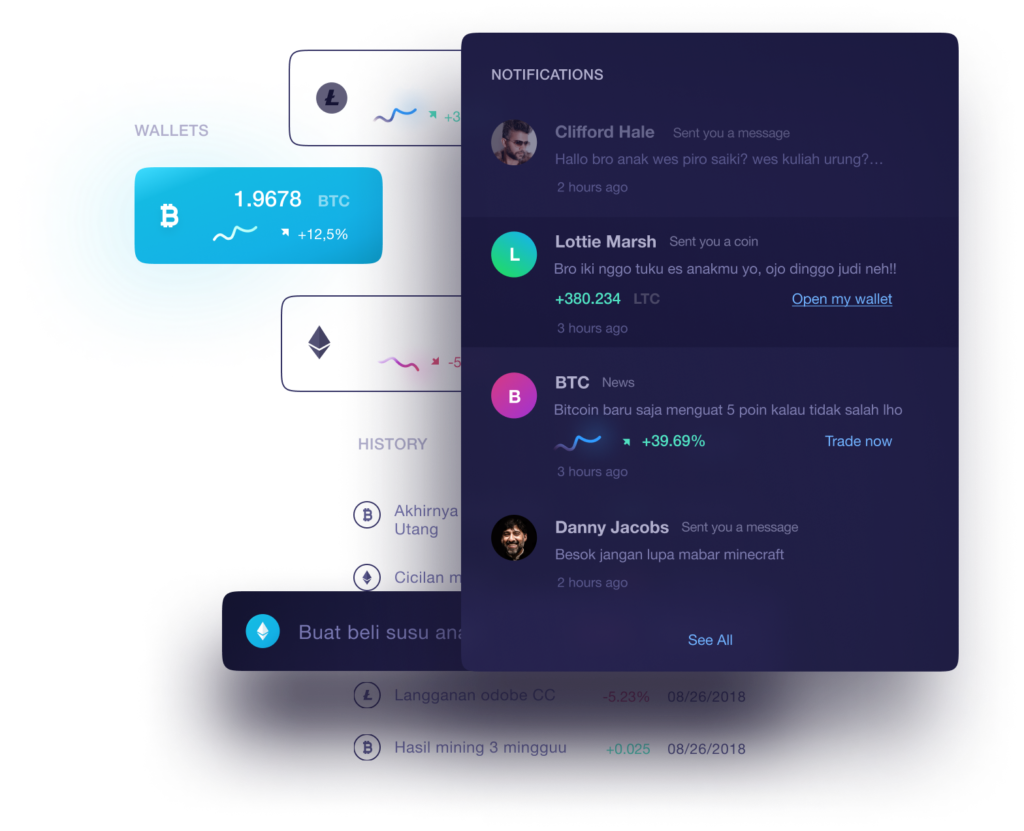 WALLETS
+3
1.9678 BTC
+12,5%
-5
HISTORY
Akhirnya
Utang
Cicilan m
Buat beli susu ana
Langganan odobe CC -5.23% 08/26/2018
Hasil mining 3 mingguu +0.025 08/26/2018
NOTIFICATIONS
Clifford Hale Sent you a message
Hallo bro anak wes piro saiki? wes kuliah urung?...
2 hours ago
L
Lottie Marsh Sent you a coin
Bro iki nggo tuku es anakmu yo, ojo dinggo judi neh!!
+380.234 LTC Open my wallet
3 hours ago
B
BTC News
Bitcoin baru saja menguat 5 poin kalau tidak salah lho
+39.69% Trade now
3 hours ago
Danny Jacobs Sent you a message
Besok jangan lupa mabar minecraft
2 hours ago
See All